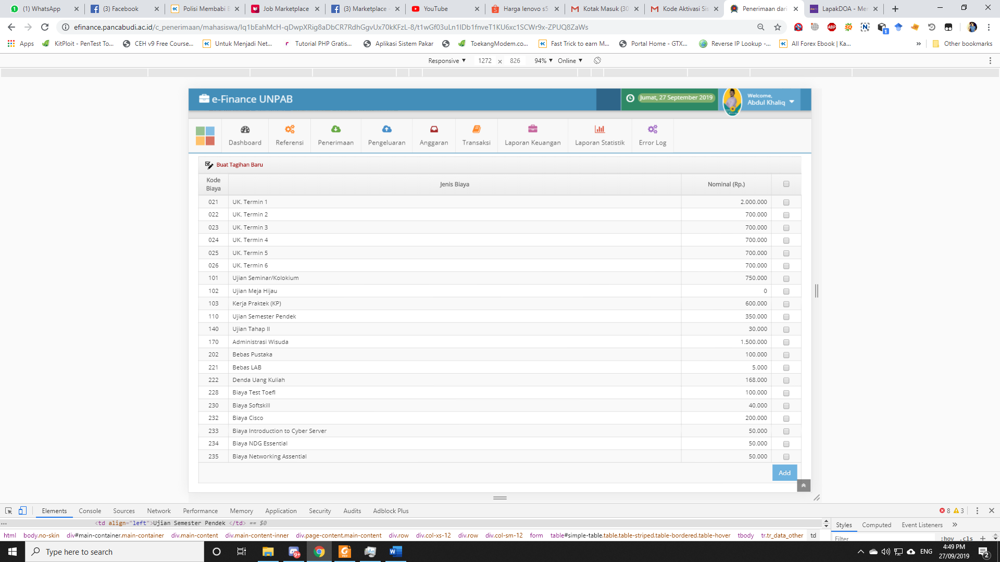 (1) WhatsApp
(3) Facebook
Polisi Membabi B
Job Marketplace
(3) Marketplace -
YouTube
Harga lenovo s5
Kotak Masuk (30
Kode Aktivasi Sis
Penerimaan dari
LapakDOA - Mer
efinance.pancabudi.ac.id/c_penerimaan/mahasiswa/Iq1bEahMcH-qDwpXRig8aDbCR7RdhGgvUx70kKFzL-8/t1wGf03uLn1IDb1fnveT1KU6xc1SCWr9x-ZPUQ8ZaWs
Apps
KitPloit - PenTest To...
CEH v9 Free Course...
Untuk Menjadi Net...
Tutorial PHP Gratis...
Aplikasi Sistem Pakar
ToekangModem.co...
Fast Trick to earn M...
Portal Home - GTX...
Reverse IP Lookup -...
All Forex Ebook | Ka...
»
Other bookmarks
Responsive ▼ 1272 x 826 94% ▼ Online ▼
e-Finance UNPAB
Jumat, 27 September 2019
Welcome,
Abdul Khaliq
Dashboard
Referensi
Penerimaan
Pengeluaran
Anggaran
Transaksi
Laporan Keuangan
Laporan Statistik
Error Log
Buat Tagihan Baru
Kode Biaya Jenis Biaya Nominal (Rp.)
021 UK. Termin 1 2.000.000
022 UK. Termin 2 700.000
023 UK. Termin 3 700.000
024 UK. Termin 4 700.000
025 UK. Termin 5 700.000
026 UK. Termin 6 700.000
101 Ujian Seminar/Kolokium 750.000
102 Ujian Meja Hijau 0
103 Kerja Praktek (KP) 600.000
110 Ujian Semester Pendek 350.000
140 Ujian Tahap II 30.000
170 Administrasi Wisuda 1.500.000
202 Bebas Pustaka 100.000
221 Bebas LAB 5.000
222 Denda Uang Kuliah 168.000
228 Biaya Test Toefl 100.000
230 Biaya Softskill 40.000
232 Biaya Cisco 200.000
233 Biaya Introduction to Cyber Server 50.000
234 Biaya NDG Essential 50.000
235 Biaya Networking Assential 50.000
Add
Elements Console Sources Network Performance Memory Application Security Audits Adblock Plus 8 3
... <td align="left">Ujian Semester Pendek </td> == $0
Styles Computed Event Listeners »
html body.no-skin div#main-container.main-container div.main-content div.main-content-inner div.page-content.main-content div.row div.col-xs-12 div.row div.col-sm-12 form table#simple-table.table.table-striped.table-bordered.table-hover tbody tr.tr_data_other td
Filter :hov .cls +
Type here to search
ENG
4:49 PM
27/09/2019
2